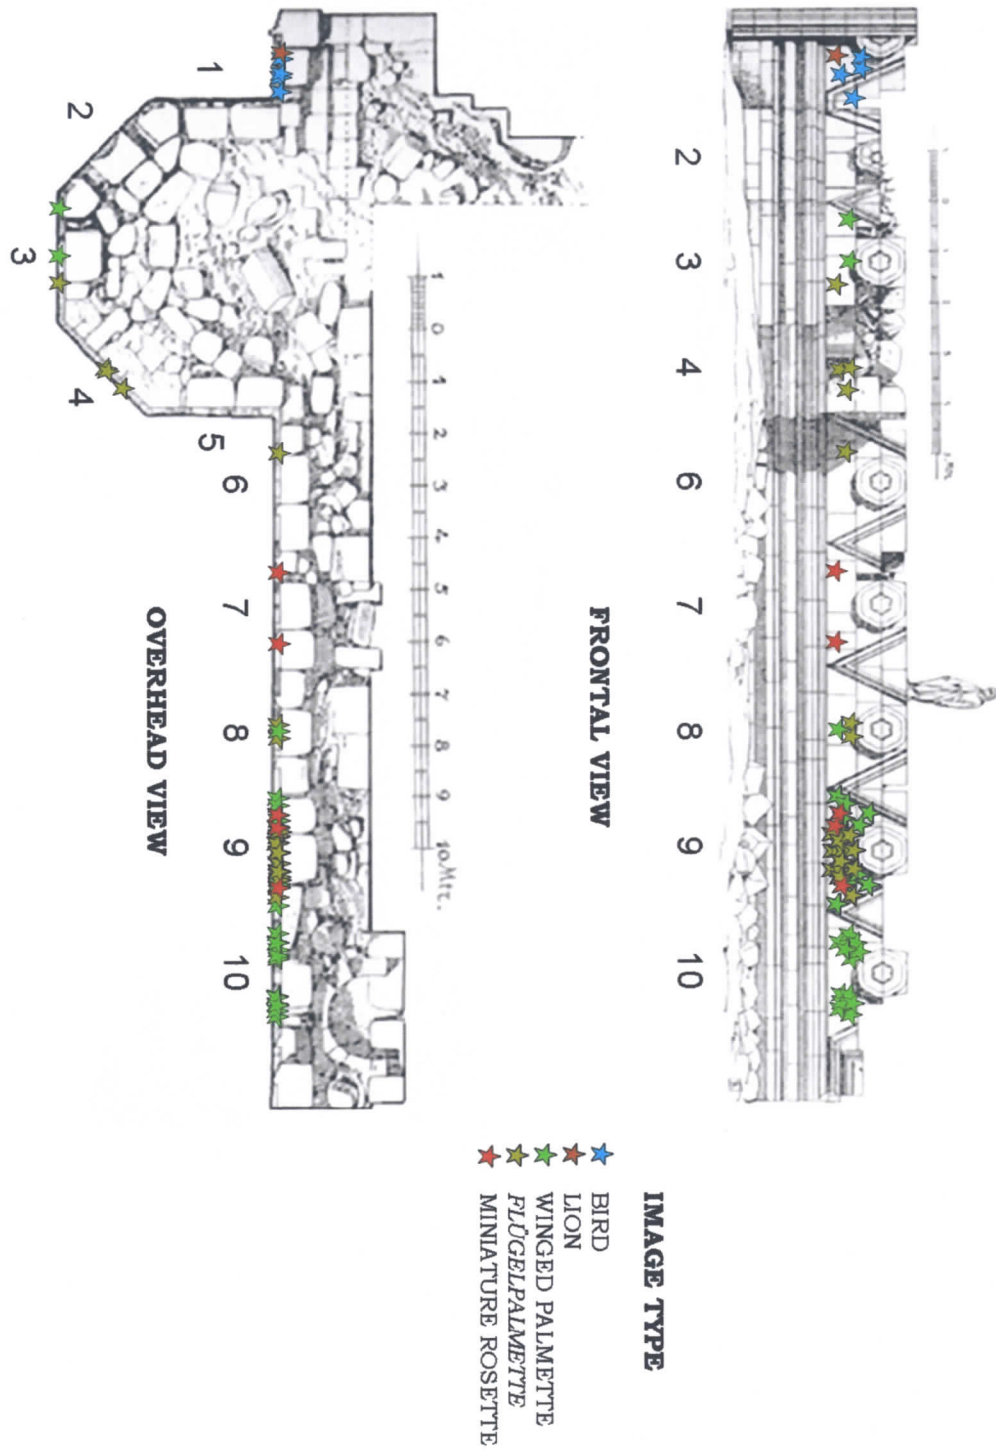 2 3 4 6 7 8 9 10
FRONTAL VIEW
1 0 1 2 3 4 5 6 7 8 9 10 Mtr.
1 2 3 4 5 6 7 8 9 10
OVERHEAD VIEW
IMAGE TYPE
BIRD
LION
WINGED PALMETTE
FLÜGELPALMETTE
MINIATURE ROSETTE